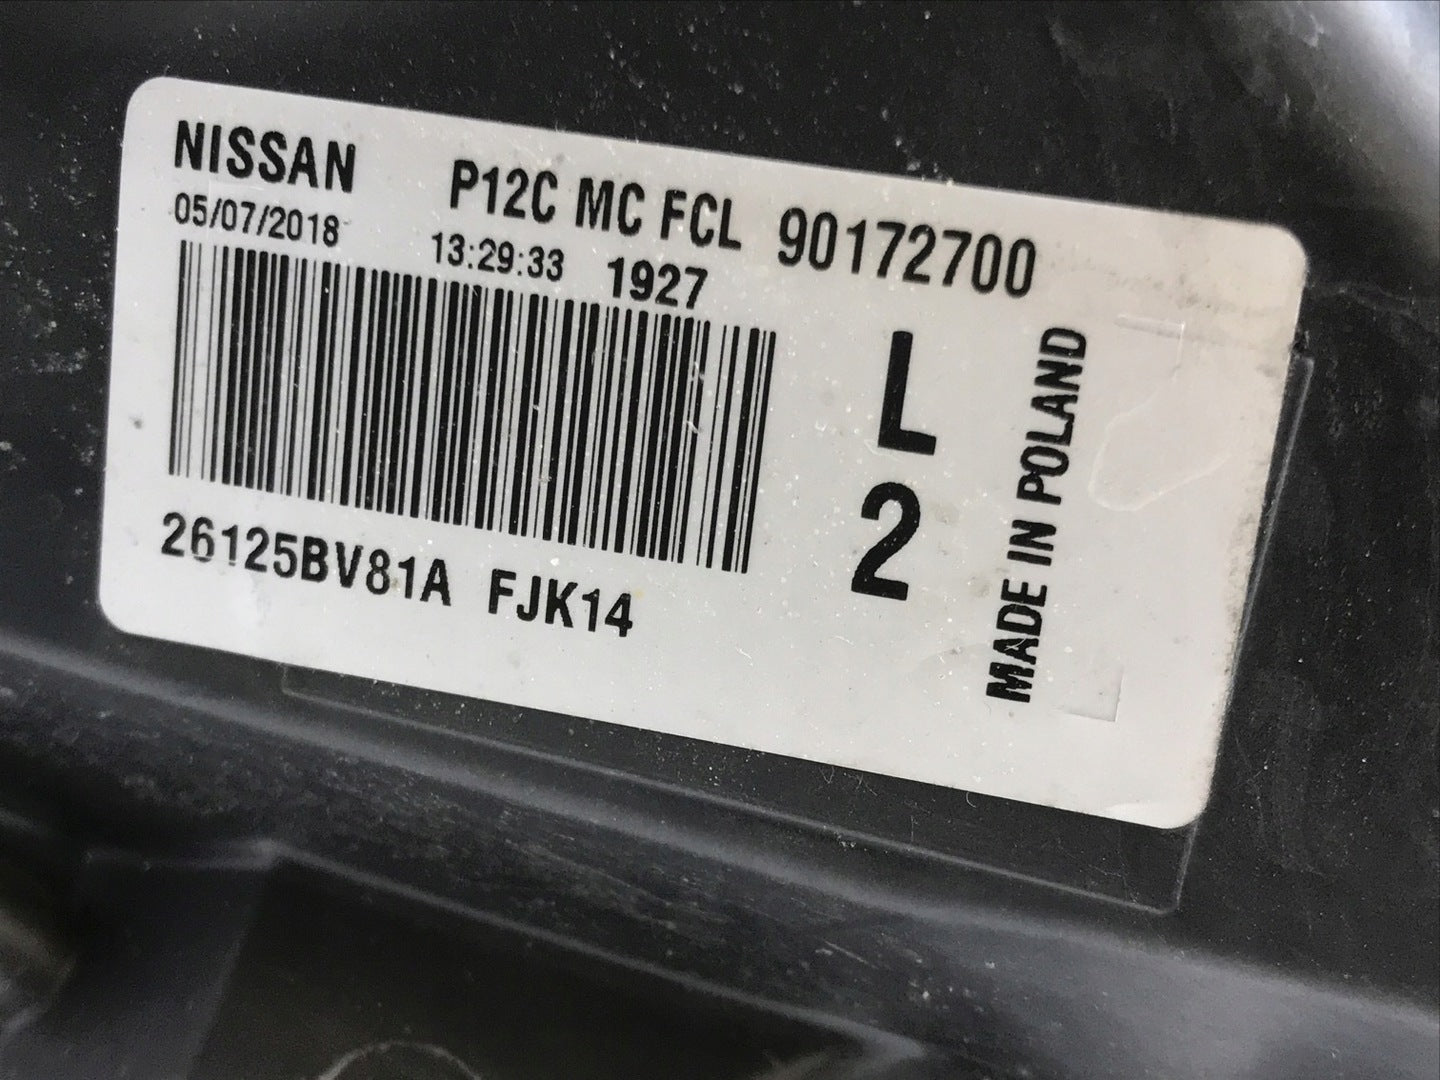 NISSAN P12C MC FCL 90172700
05/07/2018 13:29:33 1927
L
2
MADE IN POLAND
26125BV81A FJK14